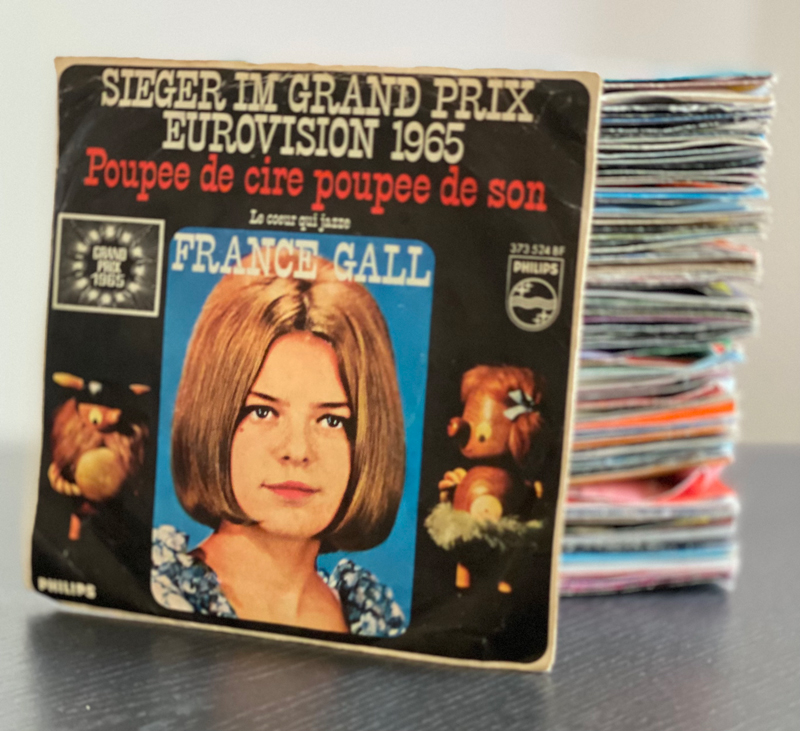 SIEGER IM GRAND PRIX
EUROVISION 1965
Poupee de cire poupee de son
Le coeur qui jazze
FRANCE GALL
GRAND
PRIX
1965
373 524 BF
PHILIPS
PHILIPS